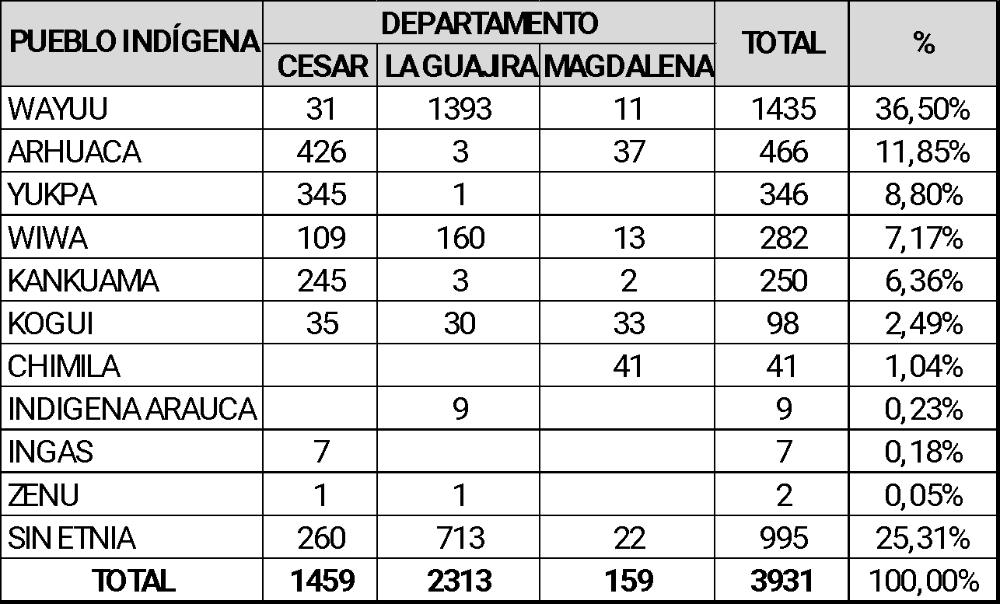 PUEBLO INDÍGENA DEPARTAMENTO TOTAL %
CESAR LA GUAJIRA MAGDALENA
WAYUU 31 1393 11 1435 36,50%
ARHUACA 426 3 37 466 11,85%
YUKPA 345 1 346 8,80%
WIWA 109 160 13 282 7,17%
KANKUAMA 245 3 2 250 6,36%
KOGUI 35 30 33 98 2,49%
CHIMILA 41 41 1,04%
INDIGENA ARAUCA 9 9 0,23%
INGAS 7 7 0,18%
ZENU 1 1 2 0,05%
SIN ETNIA 260 713 22 995 25,31%
TOTAL 1459 2313 159 3931 100,00%